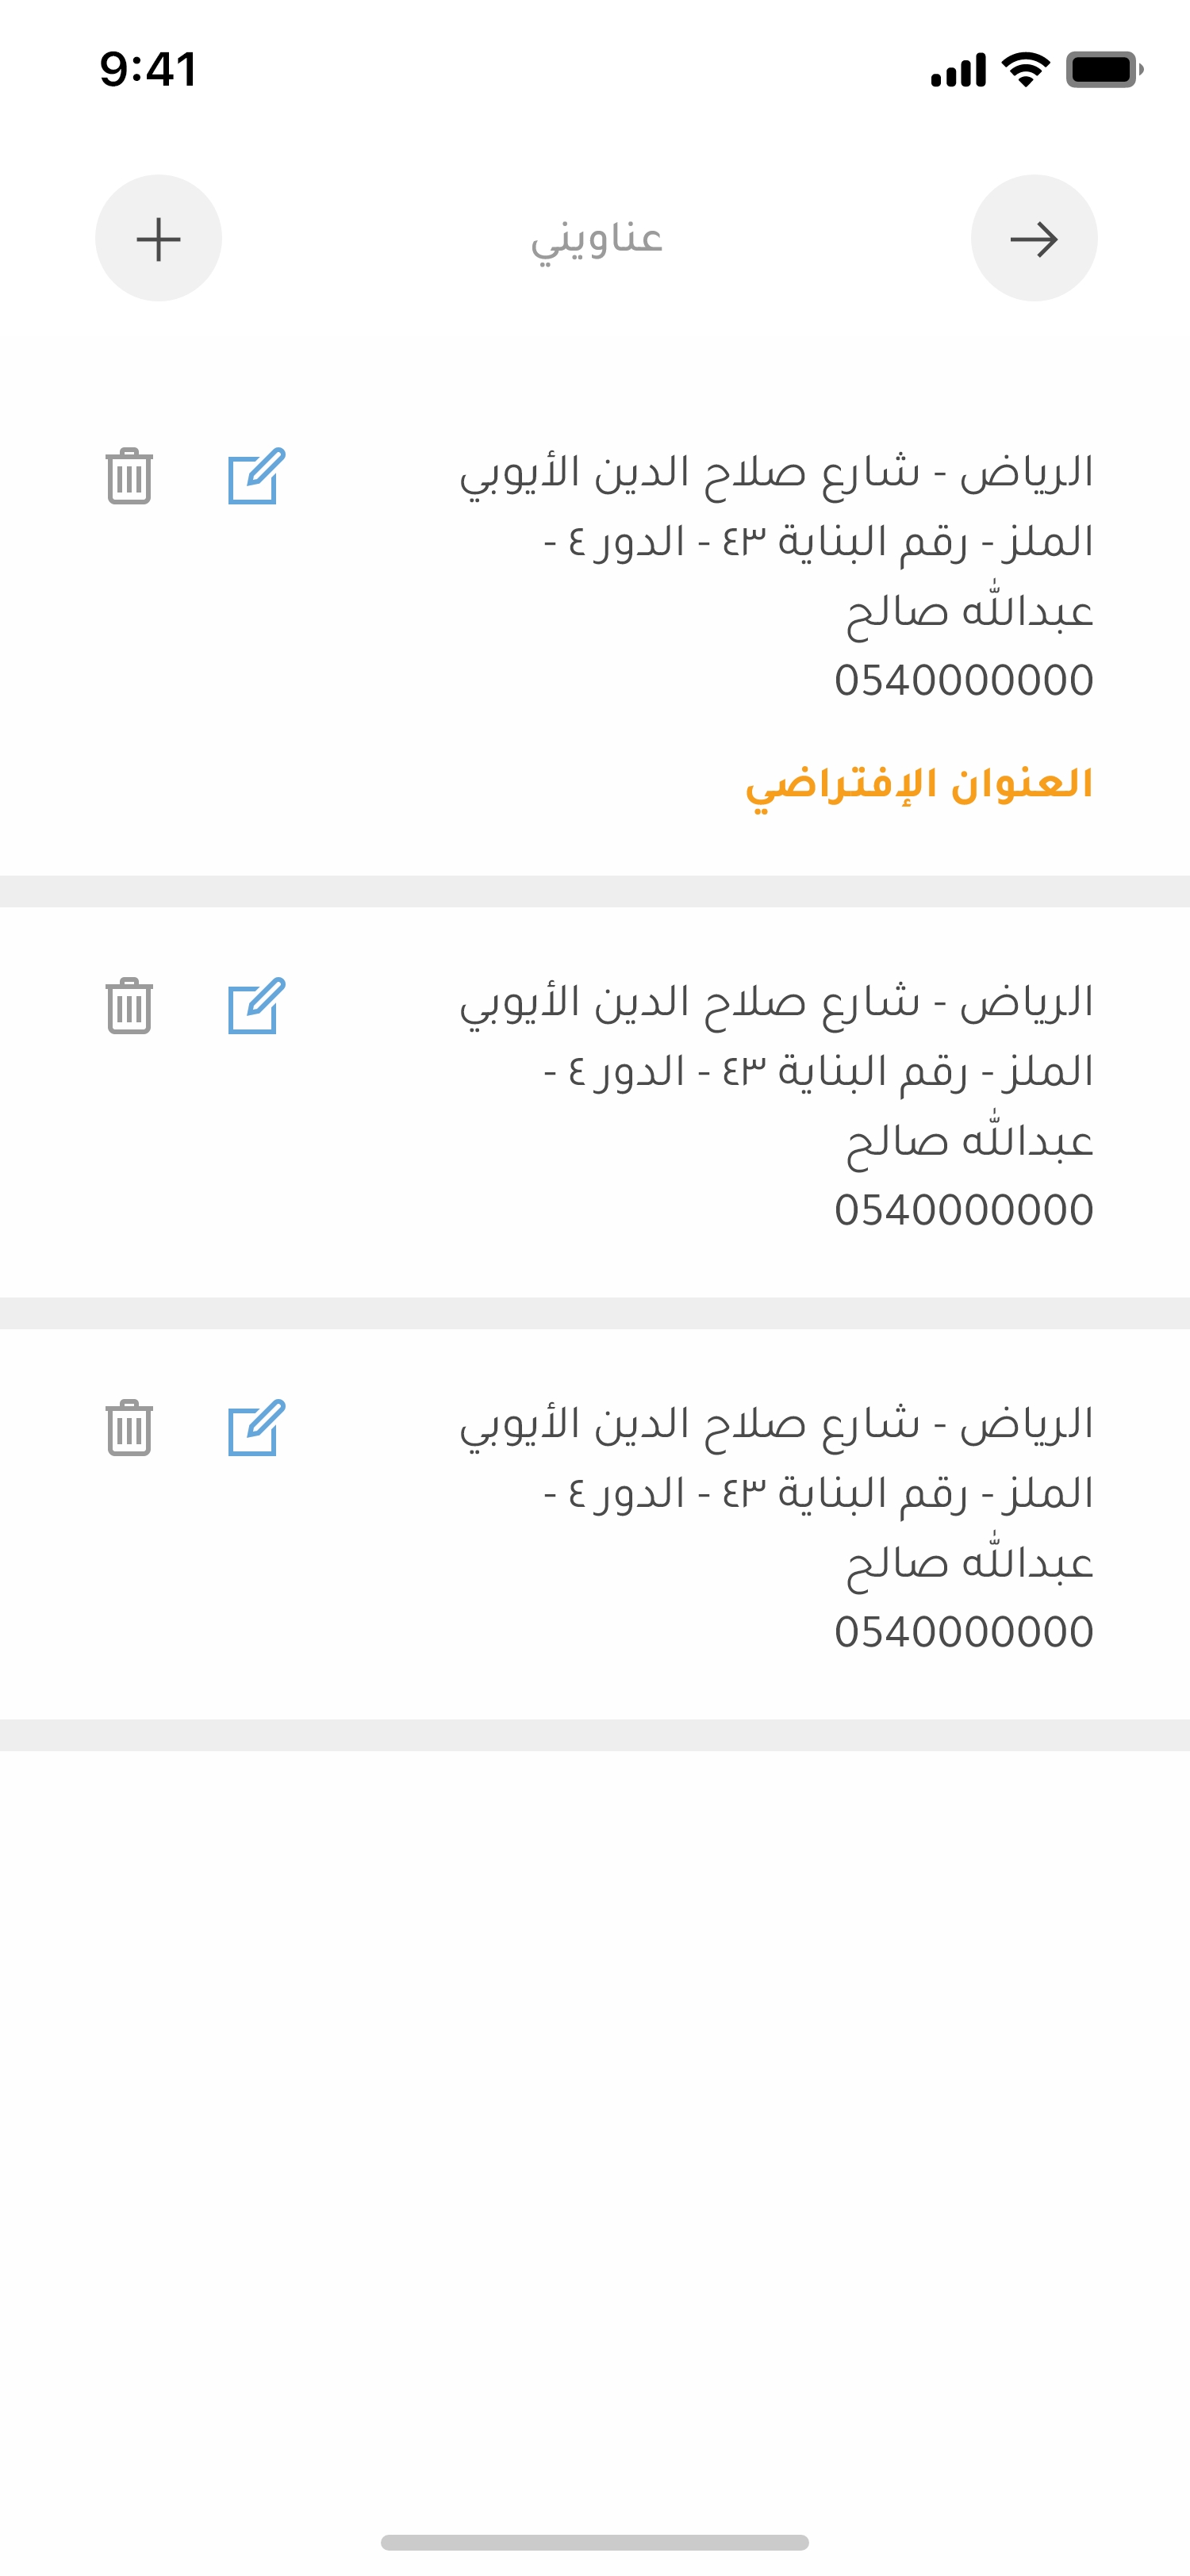 9:41
عناويني
الرياض - شارع صلاح الدين الأيوبي
الملز - رقم البناية ٤٣ - الدور ٤ -
عبدالله صالح
0540000000
العنوان الإفتراضي
الرياض - شارع صلاح الدين الأيوبي
الملز - رقم البناية ٤٣ - الدور ٤ -
عبدالله صالح
0540000000
الرياض - شارع صلاح الدين الأيوبي
الملز - رقم البناية ٤٣ - الدور ٤ -
عبدالله صالح
0540000000